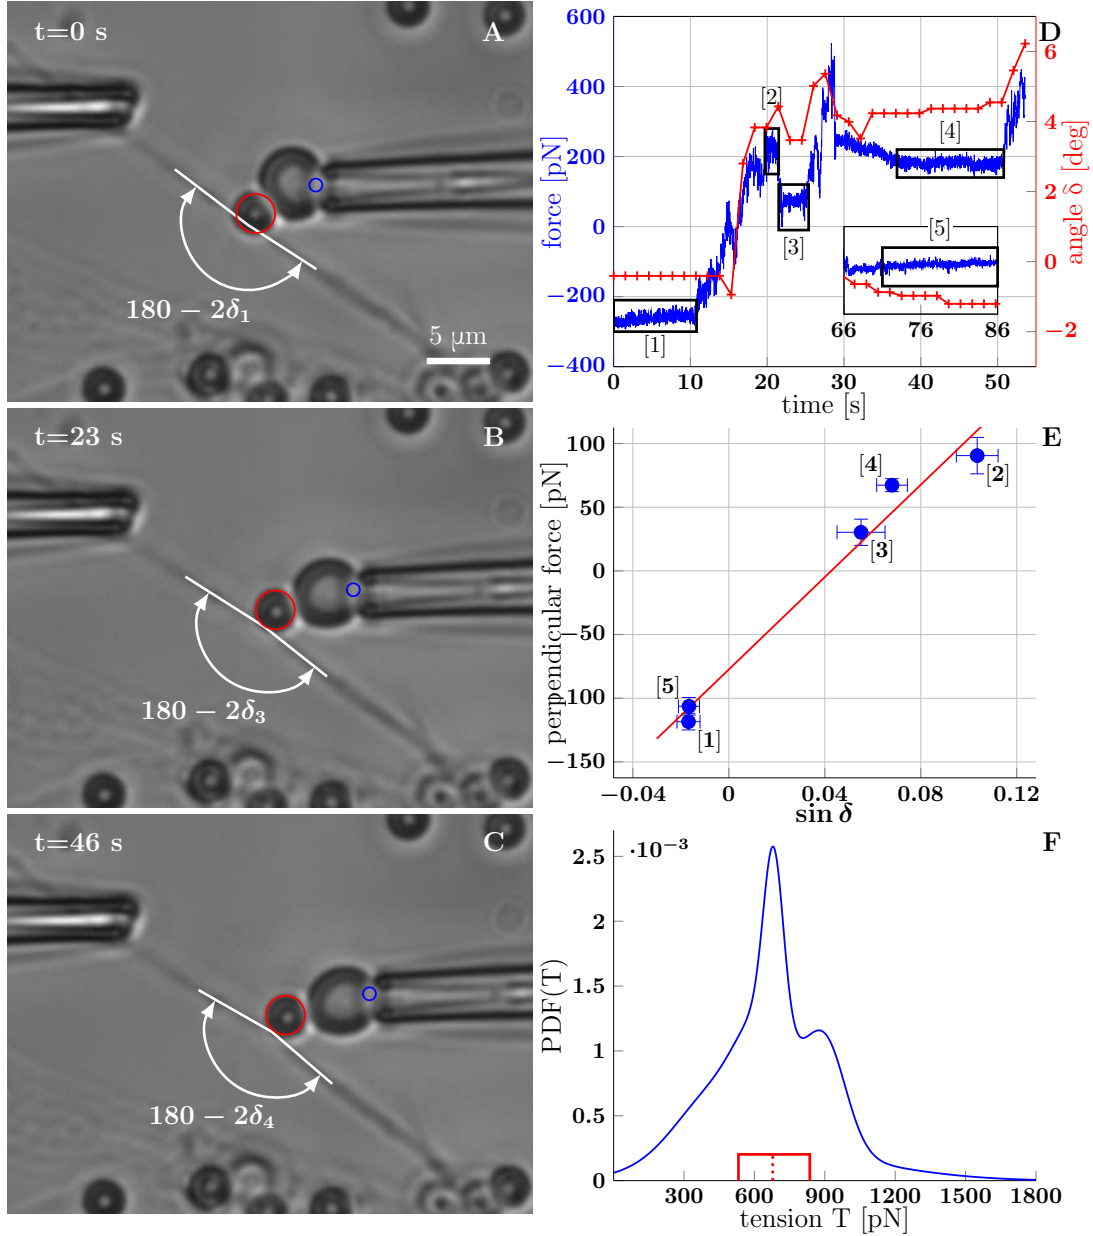 t=0 s
A
180 − 2δ₁
5 μm
t=23 s
B
180 − 2δ₃
t=46 s
C
180 − 2δ₄
D
600
400
200
0
−200
−400
force [pN]
6
4
2
0
−2
angle δ [deg]
[1]
[2]
[3]
[4]
[5]
66
76
86
0
10
20
30
40
50
time [s]
E
100
50
0
−50
−100
−150
perpendicular force [pN]
[4]
[2]
[3]
[5]
[1]
−0.04
0
0.04
0.08
0.12
sin δ
F
·10⁻³
2.5
2
1.5
1
0.5
0
PDF(T)
300
600
900
1200
1500
1800
tension T [pN]